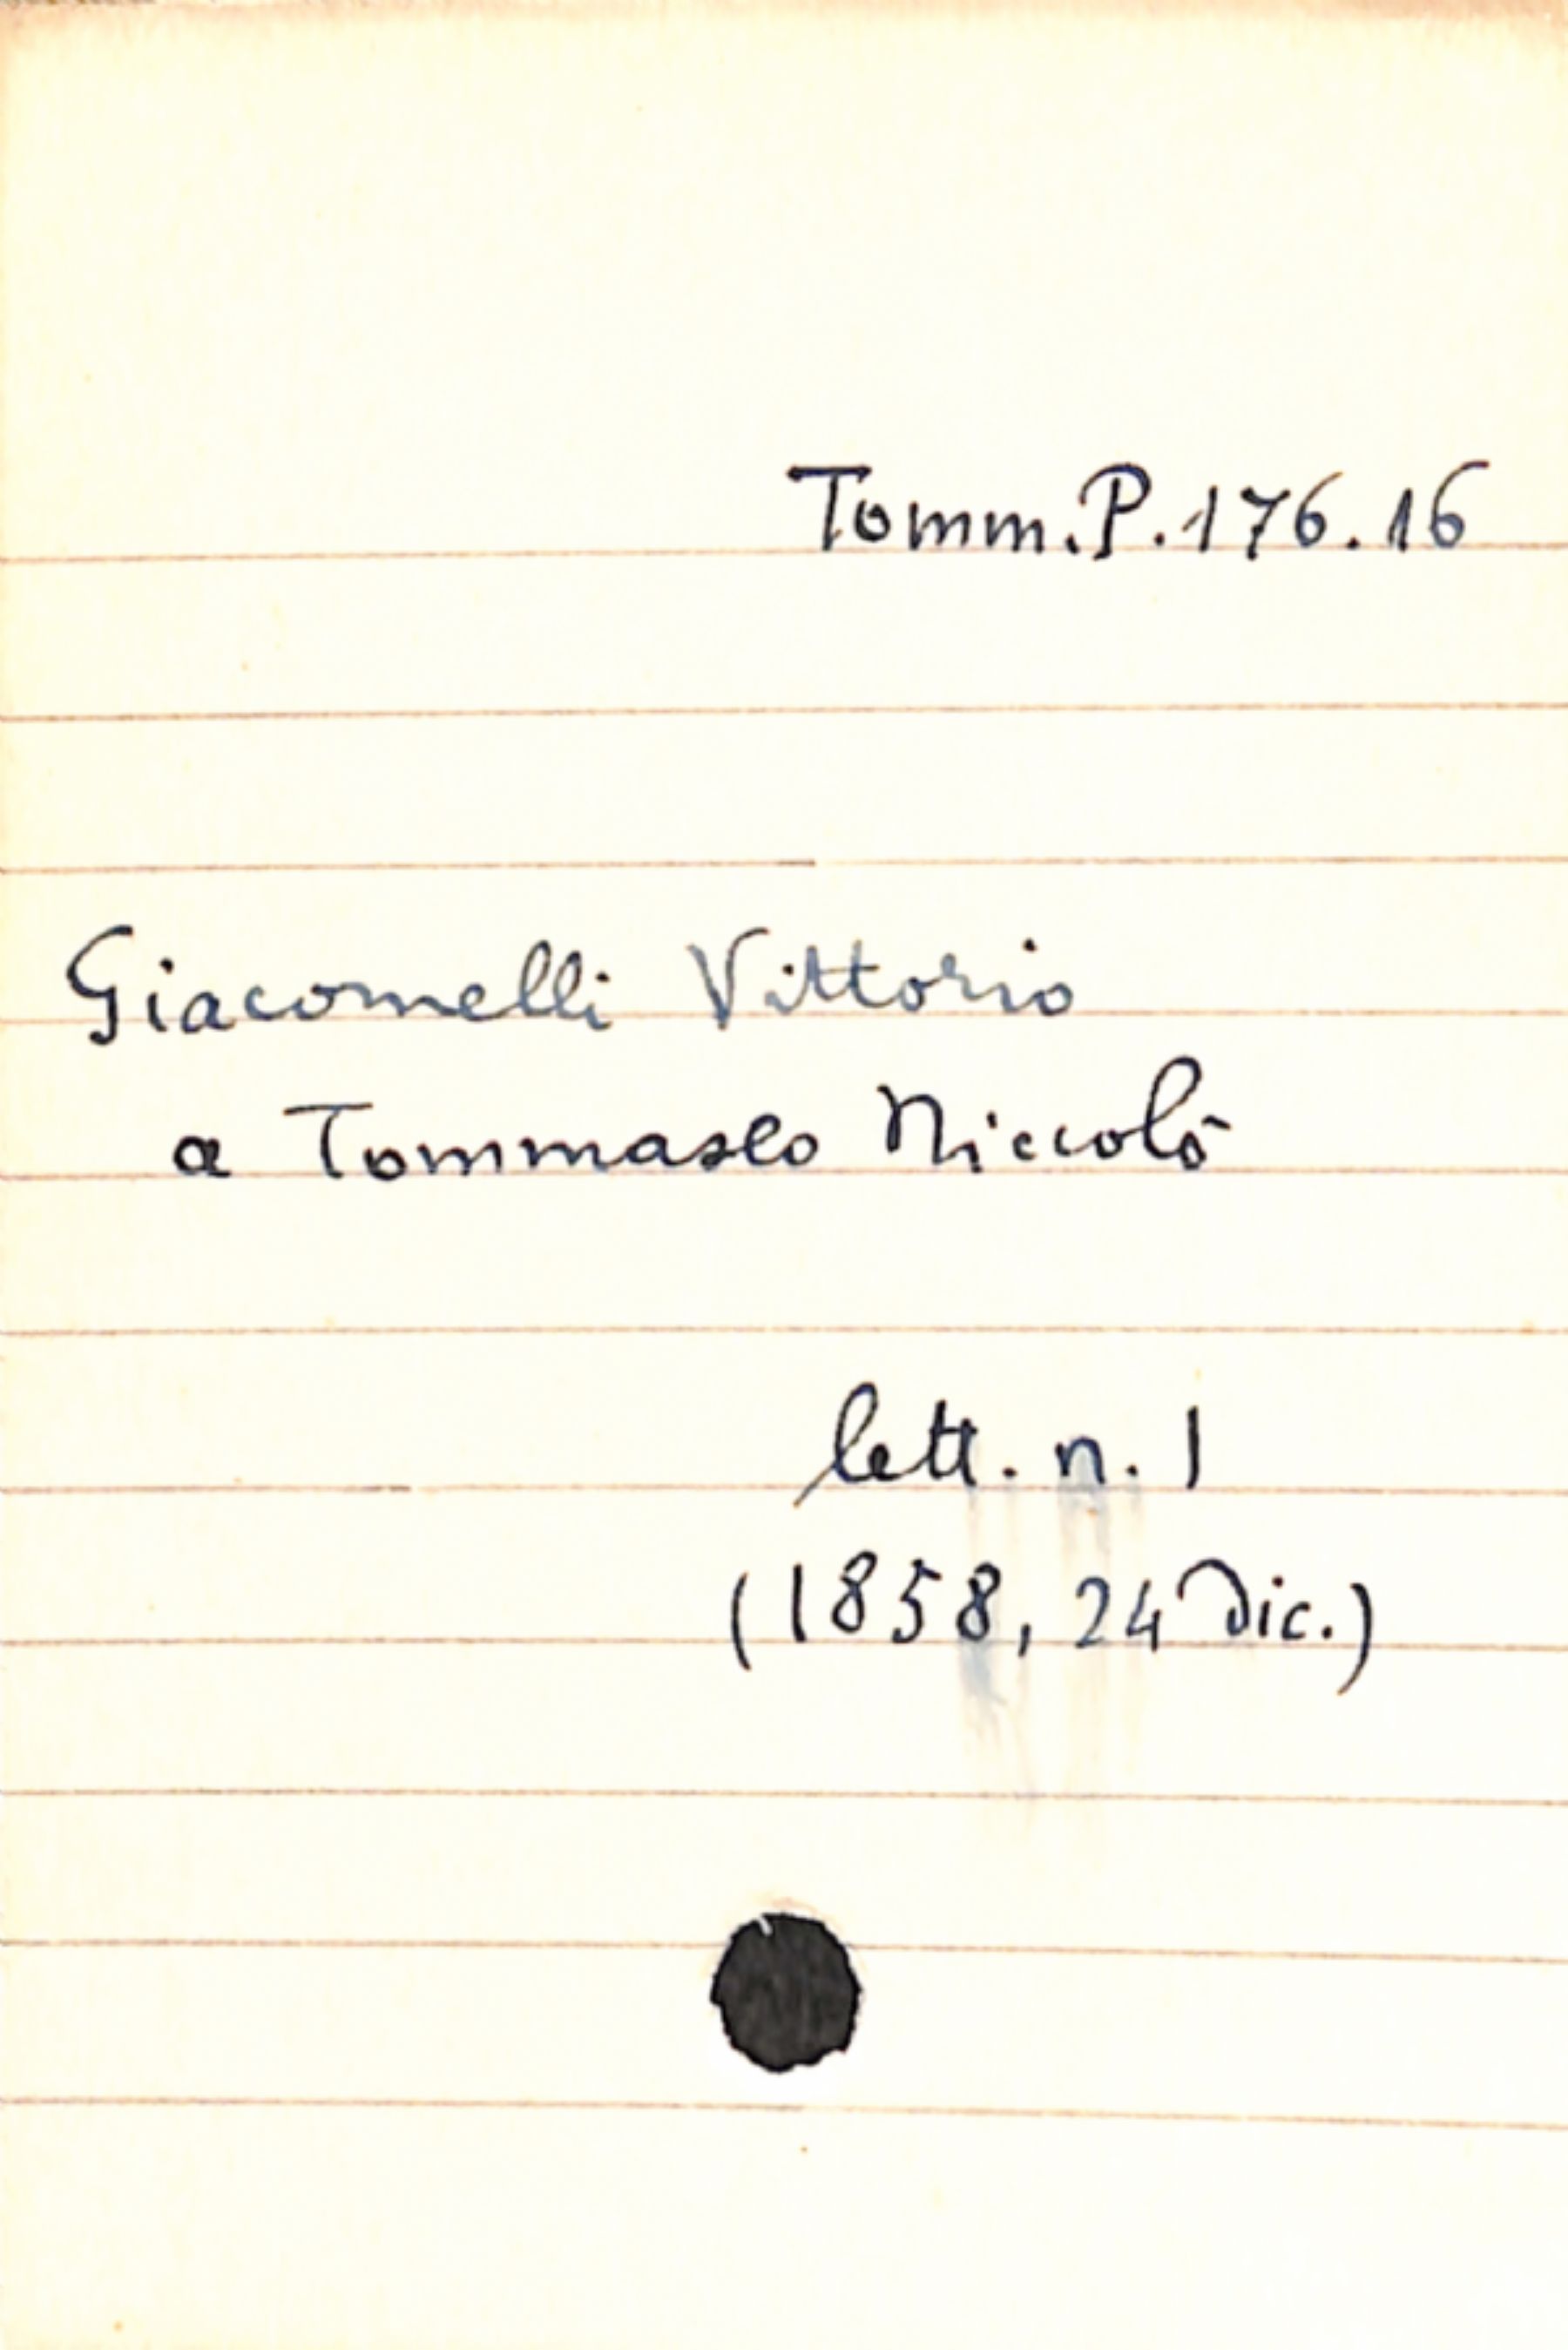 Tomm.P.176.16
Giacomelli Vittorio
a Tommaseo Niccolò
lett. n. 1
(1858, 24 dic.)